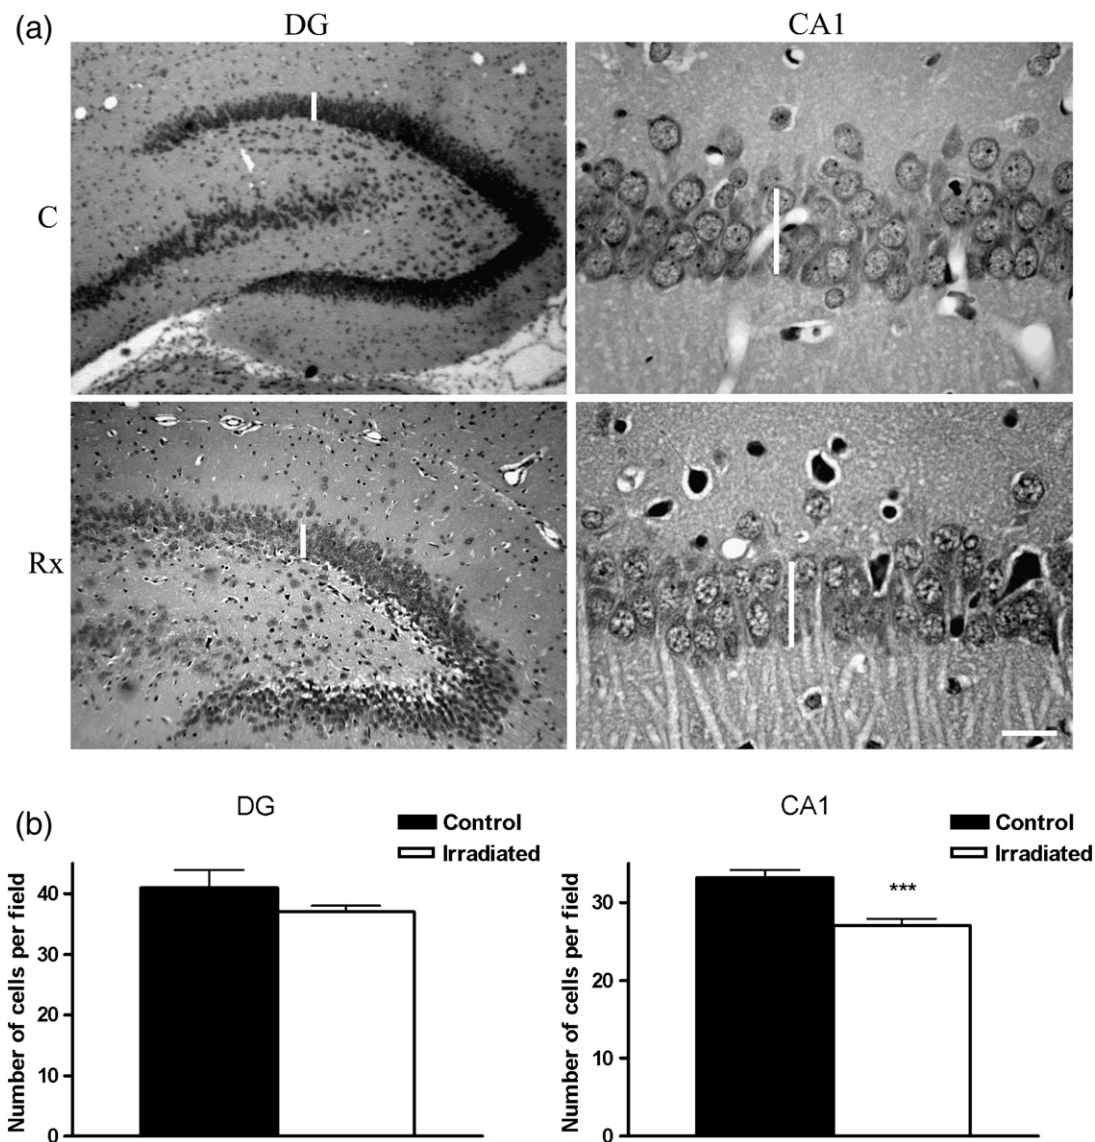 (a)
DG
CA1
C
Rx
(b)
DG
Control
Irradiated
Number of cells per field
40
30
20
10
0
CA1
Control
Irradiated
***
Number of cells per field
30
20
10
0